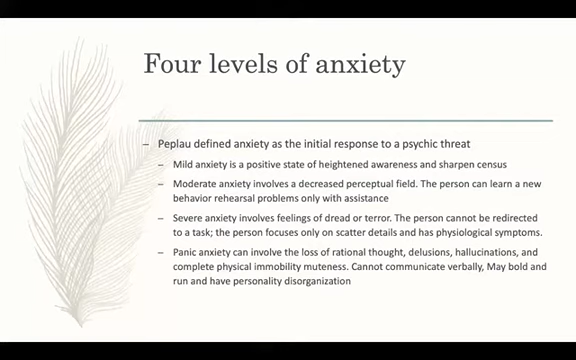 Four levels of anxiety
– Peplau defined anxiety as the initial response to a psychic threat
– Mild anxiety is a positive state of heightened awareness and sharpen census
– Moderate anxiety involves a decreased perceptual field. The person can learn a new
behavior rehearsal problems only with assistance
– Severe anxiety involves feelings of dread or terror. The person cannot be redirected
to a task; the person focuses only on scatter details and has physiological symptoms.
– Panic anxiety can involve the loss of rational thought, delusions, hallucinations, and
complete physical immobility muteness. Cannot communicate verbally, May bold and
run and have personality disorganization